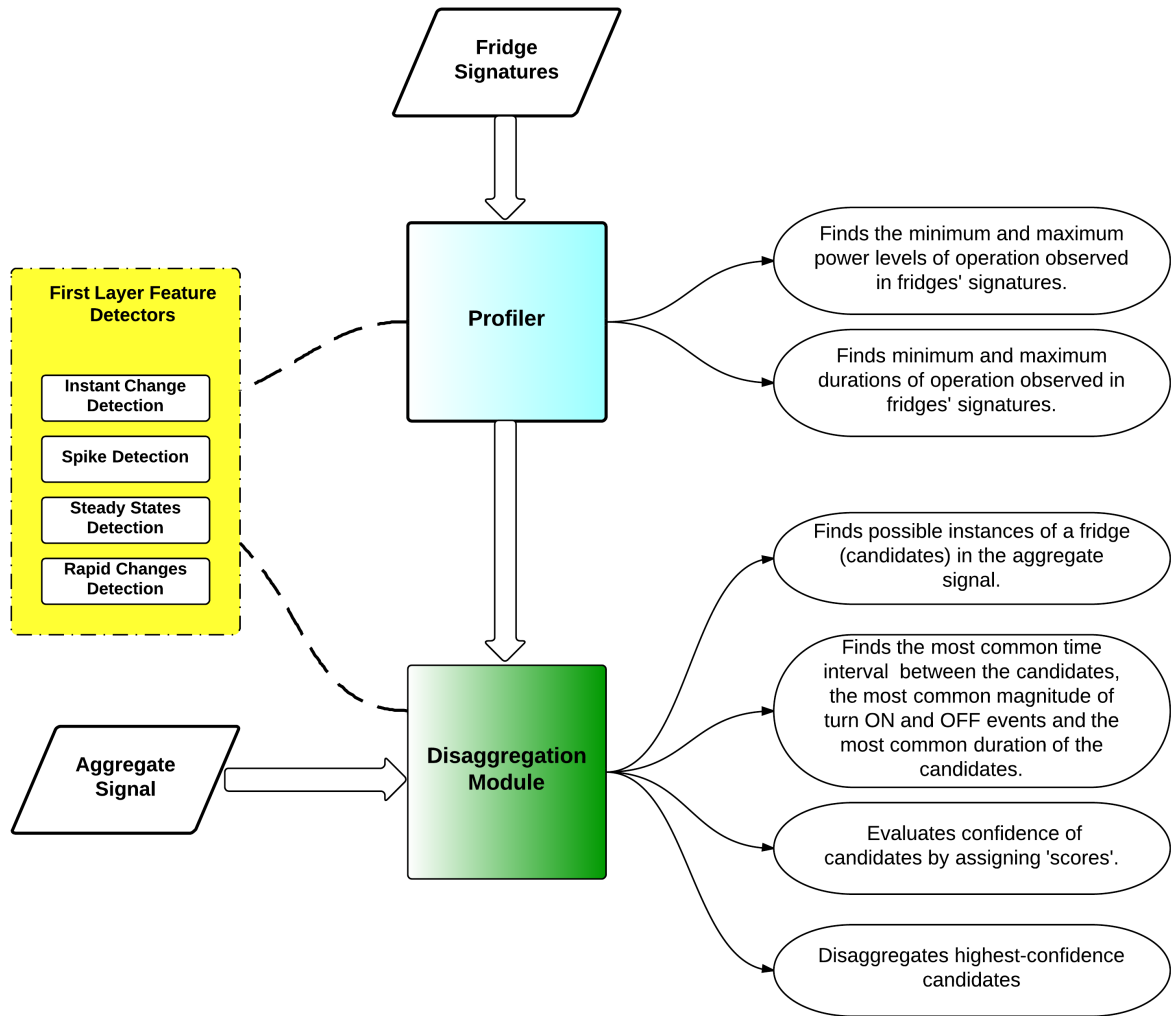 Fridge
Signatures
Profiler
Finds the minimum and maximum
power levels of operation observed
in fridges' signatures.
Finds minimum and maximum
durations of operation observed in
fridges' signatures.
First Layer Feature
Detectors
Instant Change
Detection
Spike Detection
Steady States
Detection
Rapid Changes
Detection
Aggregate
Signal
Disaggregation
Module
Finds possible instances of a fridge
(candidates) in the aggregate
signal.
Finds the most common time
interval  between the candidates,
the most common magnitude of
turn ON and OFF events and the
most common duration of the
candidates.
Evaluates confidence of
candidates by assigning 'scores'.
Disaggregates highest-confidence
candidates